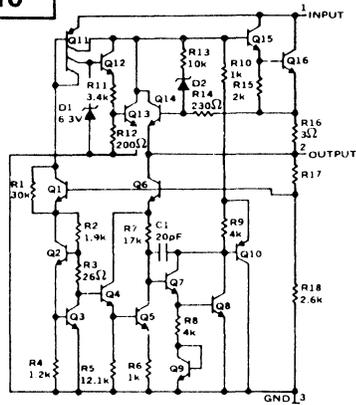 1
INPUT
Q11
Q12
R13
10k
R10
1k
Q15
Q16
R11
3.4k
D2
R14
230Ω
R15
2k
D1
6.3V
Q13
Q14
R12
200Ω
R16
3Ω
2
OUTPUT
R17
R1
30k
Q1
Q6
R2
1.9k
R7
17k
C1
20pF
R9
4k
Q10
Q2
R3
26Ω
Q4
Q7
Q8
R18
2.6k
Q3
Q5
R8
4k
R4
1.2k
R5
12.1k
R6
1k
Q9
GND
3